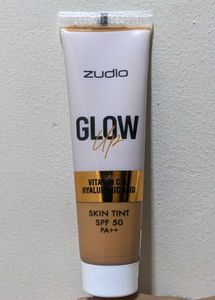 ZUDIO
GLOW
Up
VITAMIN C &
HYALURONIC ACID
SKIN TINT
SPF 50
PA++